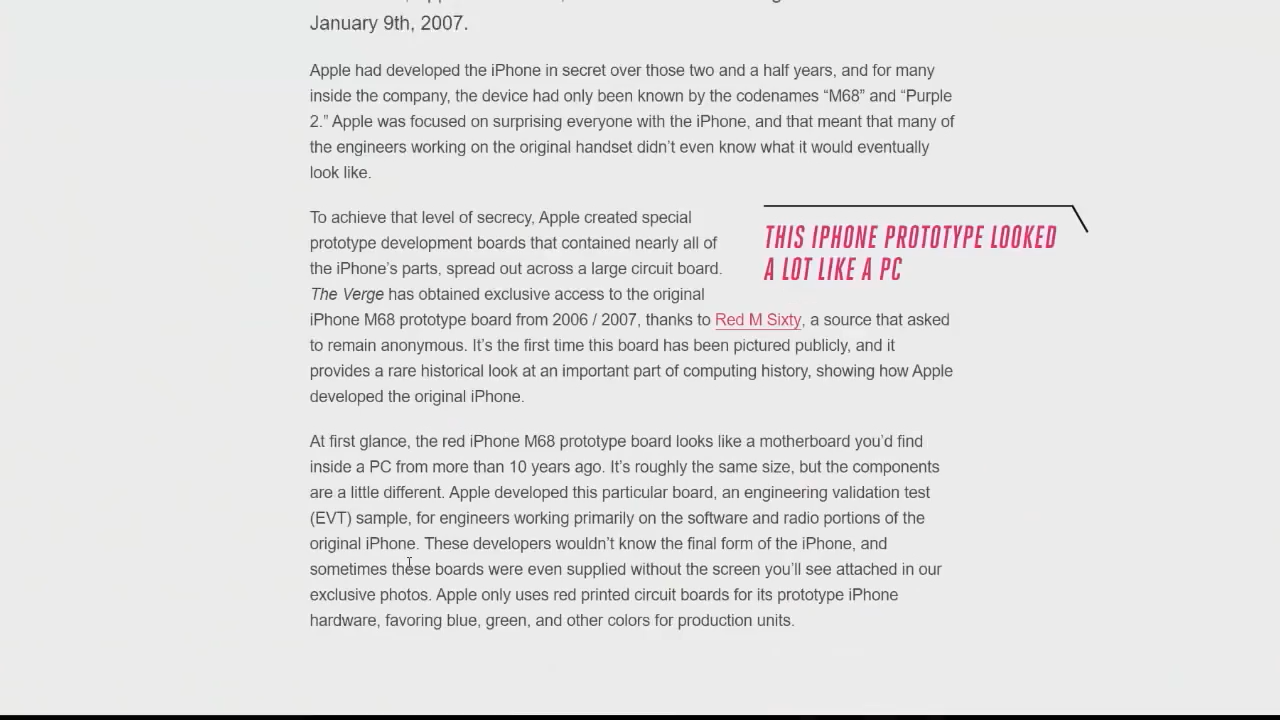 January 9th, 2007.
Apple had developed the iPhone in secret over those two and a half years, and for many
inside the company, the device had only been known by the codenames “M68” and “Purple
2.” Apple was focused on surprising everyone with the iPhone, and that meant that many of
the engineers working on the original handset didn’t even know what it would eventually
look like.
To achieve that level of secrecy, Apple created special
prototype development boards that contained nearly all of
the iPhone’s parts, spread out across a large circuit board.
The Verge has obtained exclusive access to the original
iPhone M68 prototype board from 2006 / 2007, thanks to Red M Sixty, a source that asked
to remain anonymous. It’s the first time this board has been pictured publicly, and it
provides a rare historical look at an important part of computing history, showing how Apple
developed the original iPhone.
THIS IPHONE PROTOTYPE LOOKED
A LOT LIKE A PC
At first glance, the red iPhone M68 prototype board looks like a motherboard you’d find
inside a PC from more than 10 years ago. It’s roughly the same size, but the components
are a little different. Apple developed this particular board, an engineering validation test
(EVT) sample, for engineers working primarily on the software and radio portions of the
original iPhone. These developers wouldn’t know the final form of the iPhone, and
sometimes these boards were even supplied without the screen you’ll see attached in our
exclusive photos. Apple only uses red printed circuit boards for its prototype iPhone
hardware, favoring blue, green, and other colors for production units.